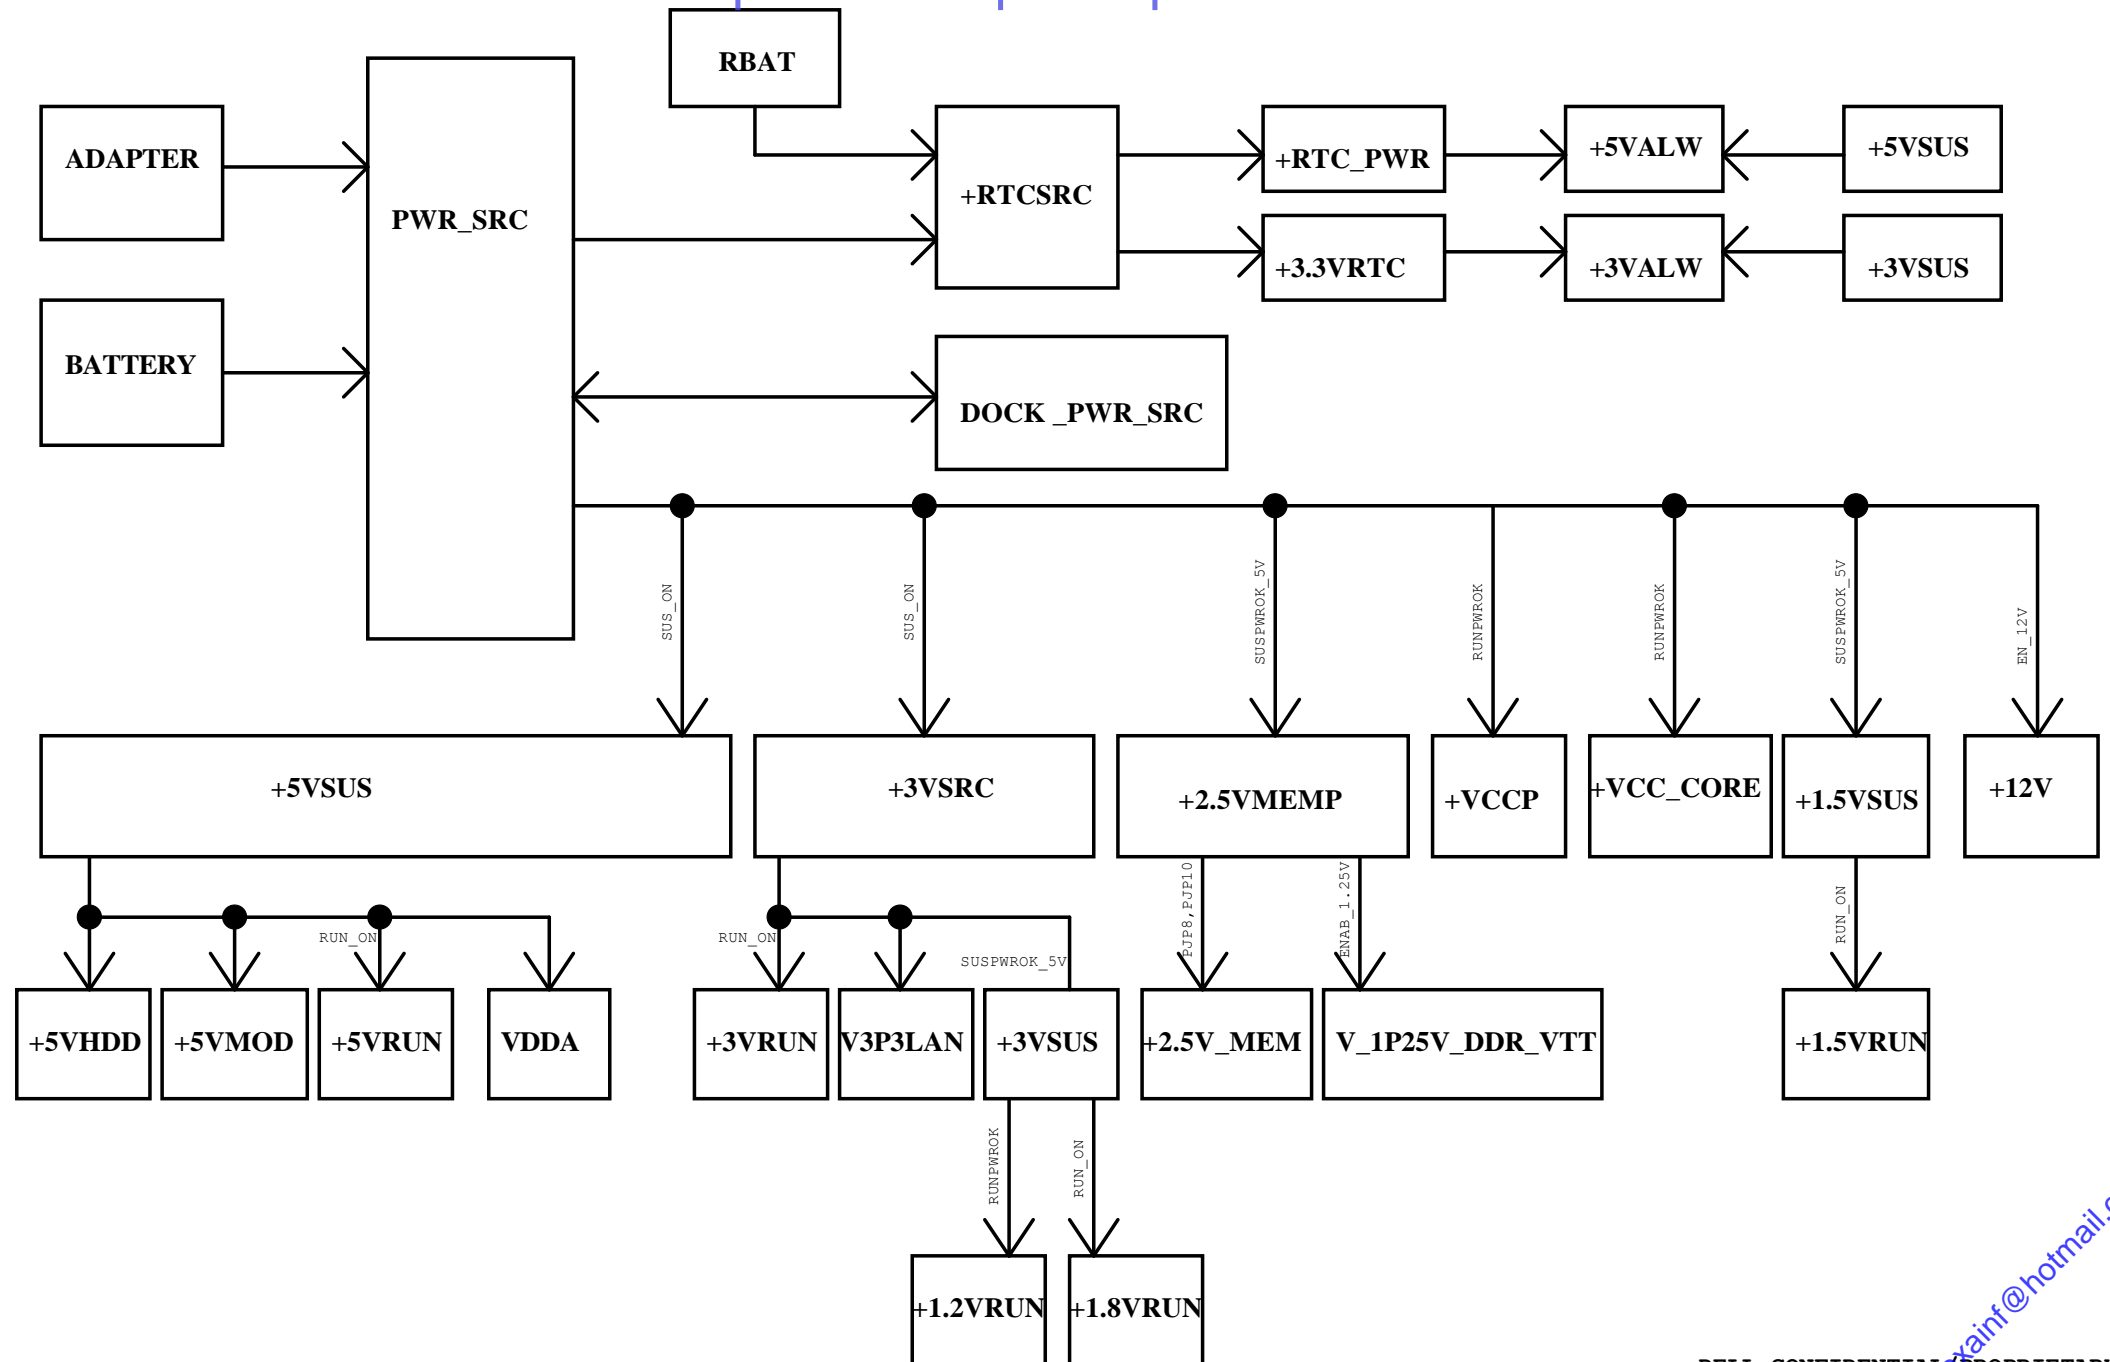 RBAT
ADAPTER
PWR_SRC
+RTCSRC
+RTC_PWR
+5VALW
+5VSUS
+3.3VRTC
+3VALW
+3VSUS
BATTERY
DOCK _PWR_SRC
SUS_ON
SUS_ON
SUSPWROK_5V
RUNPWROK
RUNPWROK
SUSPWROK_5V
EN_12V
+5VSUS
+3VSRC
+2.5VMEMP
+VCCP
+VCC_CORE
+1.5VSUS
+12V
RUN_ON
RUN_ON
SUSPWROK_5V
PJP8,PJP10
ENAB_1.25V
RUN_ON
+5VHDD
+5VMOD
+5VRUN
VDDA
+3VRUN
V3P3LAN
+3VSUS
+2.5V_MEM
V_1P25V_DDR_VTT
+1.5VRUN
RUNPWROK
RUN_ON
+1.2VRUN
+1.8VRUN